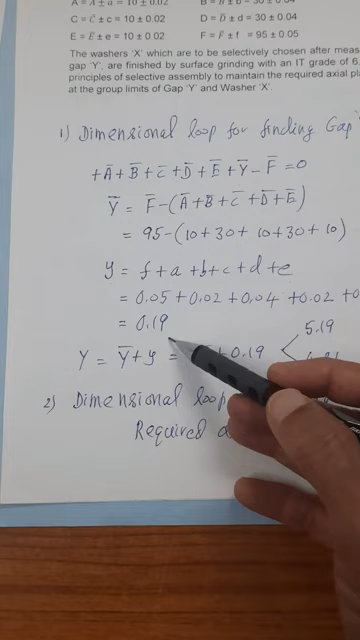 A = A̅ ± a = 10 ± 0.02
C = C̅ ± c = 10 ± 0.02 D = D̅ ± d = 30 ± 0.04
E = E̅ ± e = 10 ± 0.02 F = F̅ ± f = 95 ± 0.05
The washers 'X' which are to be selectively chosen after meas
gap 'Y', are finished by surface grinding with an IT grade of 6.
principles of selective assembly to maintain the required axial pl
at the group limits of Gap 'Y' and Washer 'X'.
1) Dimensional loop for finding Gap
+A̅ + B̅ + C̅ + D̅ + E̅ + Y̅ - F̅ = 0
Y̅ = F̅ - (A̅ + B̅ + C̅ + D̅ + E̅)
= 95 - (10 + 30 + 10 + 30 + 10)
y = f + a + b + c + d + e
= 0.05 + 0.02 + 0.04 + 0.02 + 0
= 0.19
Y = Y̅ + y = ± 0.19 5.19
2) Dimensional loop
Required